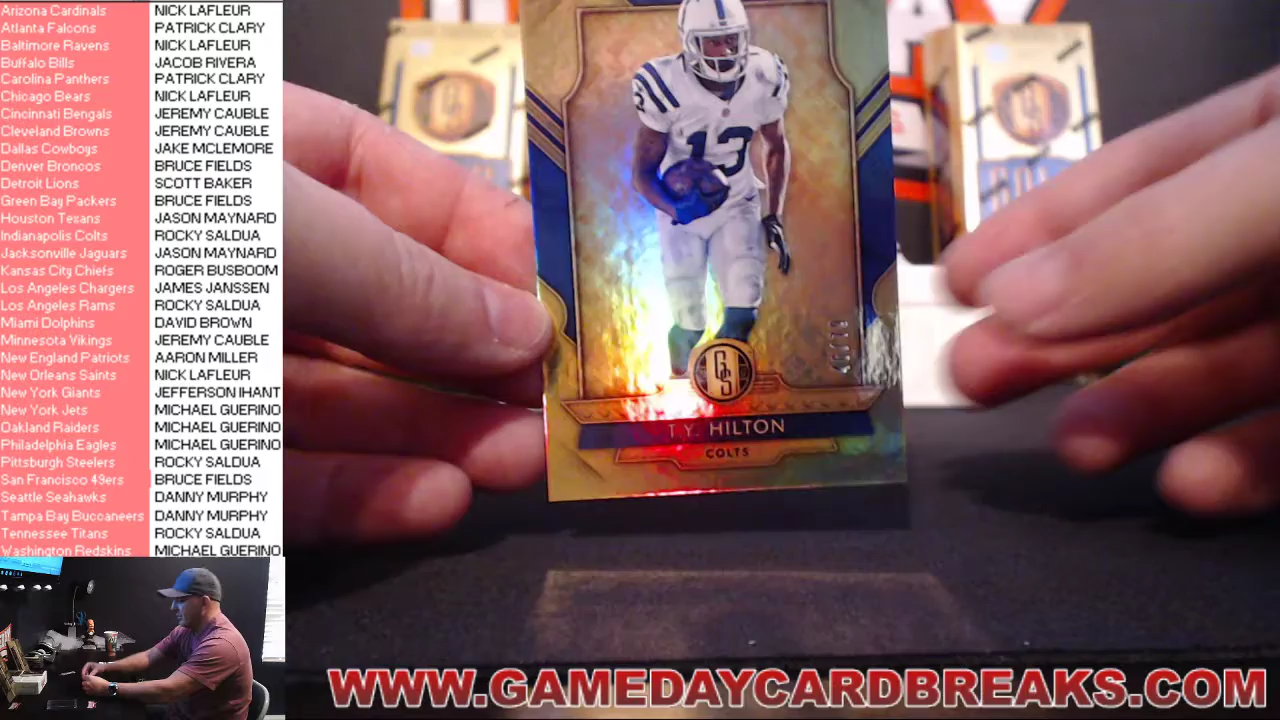 Arizona Cardinals NICK LAFLEUR
Atlanta Falcons PATRICK CLARY
Baltimore Ravens NICK LAFLEUR
Buffalo Bills JACOB RIVERA
Carolina Panthers PATRICK CLARY
Chicago Bears NICK LAFLEUR
Cincinnati Bengals JEREMY CAUBLE
Cleveland Browns JEREMY CAUBLE
Dallas Cowboys JAKE MCLEMORE
Denver Broncos BRUCE FIELDS
Detroit Lions SCOTT BAKER
Green Bay Packers BRUCE FIELDS
Houston Texans JASON MAYNARD
Indianapolis Colts ROCKY SALDUA
Jacksonville Jaguars JASON MAYNARD
Kansas City Chiefs ROGER BUSBOOM
Los Angeles Chargers JAMES JANSSEN
Los Angeles Rams ROCKY SALDUA
Miami Dolphins DAVID BROWN
Minnesota Vikings JEREMY CAUBLE
New England Patriots AARON MILLER
New Orleans Saints NICK LAFLEUR
New York Giants JEFFERSON IHANT
New York Jets MICHAEL GUERINO
Oakland Raiders MICHAEL GUERINO
Philadelphia Eagles MICHAEL GUERINO
Pittsburgh Steelers ROCKY SALDUA
San Francisco 49ers BRUCE FIELDS
Seattle Seahawks DANNY MURPHY
Tampa Bay Buccaneers DANNY MURPHY
Tennessee Titans ROCKY SALDUA
Washington Redskins MICHAEL GUERINO
13
GS
T.Y. HILTON
COLTS
WWW.GAMEDAYCARDBREAKS.COM